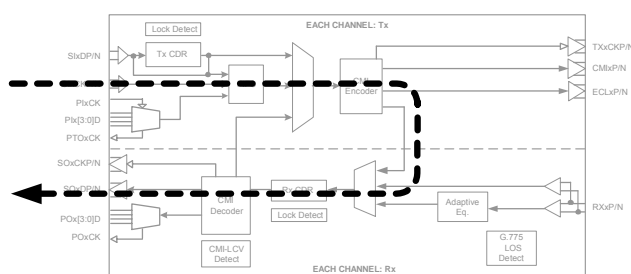 EACH CHANNEL: Tx
Lock Detect
TXxCKP/N
SIxDP/N
Tx CDR
CMIxP/N
CMI
Encoder
ECLxP/N
PIxCK
PIx[3:0]D
PTOxCK
SOxCKP/N
SOxDP/N
CMI
Decoder
Rx CDR
Adaptive
Eq.
RXxP/N
Lock Detect
POx[3:0]D
POxCK
CMI-LCV
Detect
G.775
LOS
Detect
EACH CHANNEL: Rx